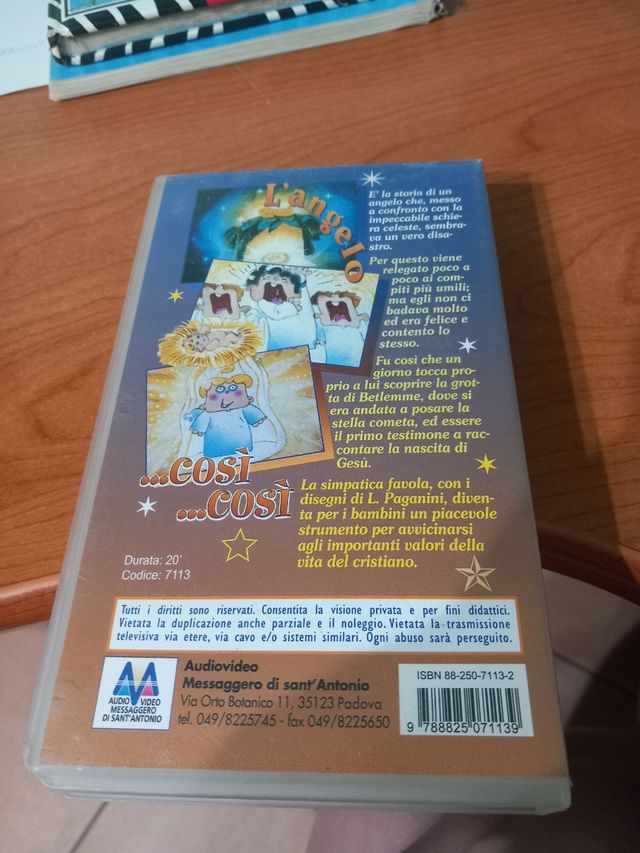 L'angelo
E' la storia di un
angelo che, messo
a confronto con la
impeccabile schie-
ra celeste, sembra-
va un vero disa-
stro.
Per questo viene
relegato poco a
poco ai com-
piti più umili;
ma egli non ci
badava molto
ed era felice e
contento lo
stesso.
Fu così che un
giorno tocca pro-
prio a lui scoprire la grot-
ta di Betlemme, dove si
era andata a posare la
stella cometa, ed essere
il primo testimone a rac-
contare la nascita di
Gesù.
...così
...così
La simpatica favola, con i
disegni di L. Paganini, diven-
ta per i bambini un piacevole
strumento per avvicinarsi
agli importanti valori della
vita del cristiano.
Durata: 20'
Codice: 7113
Tutti i diritti sono riservati. Consentita la visione privata e per fini didattici.
Vietata la duplicazione anche parziale e il noleggio. Vietata la trasmissione
televisiva via etere, via cavo e/o sistemi similari. Ogni abuso sarà perseguito.
AUDIO VIDEO
MESSAGGERO
DI SANT'ANTONIO
Audiovideo
Messaggero di sant'Antonio
Via Orto Botanico 11, 35123 Padova
tel. 049/8225745 - fax 049/8225650
ISBN 88-250-7113-2
9 788825 071139